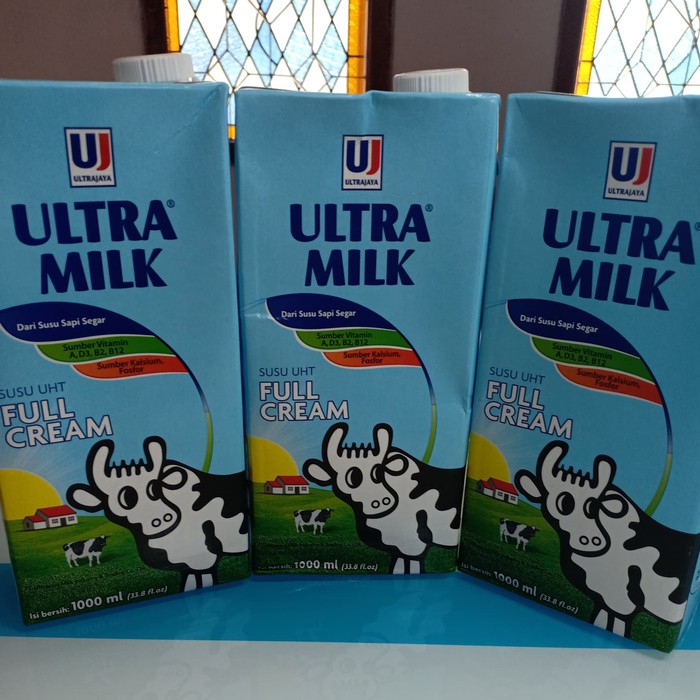 UJ
ULTRAJAYA
ULTRA®
MILK
Dari Susu Sapi Segar
Sumber Vitamin
A, D3, B2, B12
Sumber Kalsium,
Fosfor
SUSU UHT
FULL
CREAM
Isi bersih: 1000 ml (33.8 fl.oz)
UJ
ULTRAJAYA
ULTRA®
MILK
Dari Susu Sapi Segar
Sumber Vitamin
A, D3, B2, B12
Sumber Kalsium,
Fosfor
SUSU UHT
FULL
CREAM
1000 ml (33.8 fl.oz)
UJ
ULTRAJAYA
ULTRA®
MILK
Dari Susu Sapi Segar
Sumber Vitamin
A, D3, B2, B12
Sumber Kalsium,
Fosfor
SUSU UHT
FULL
CREAM
Isi bersih: 1000 ml (33.8 fl.oz)